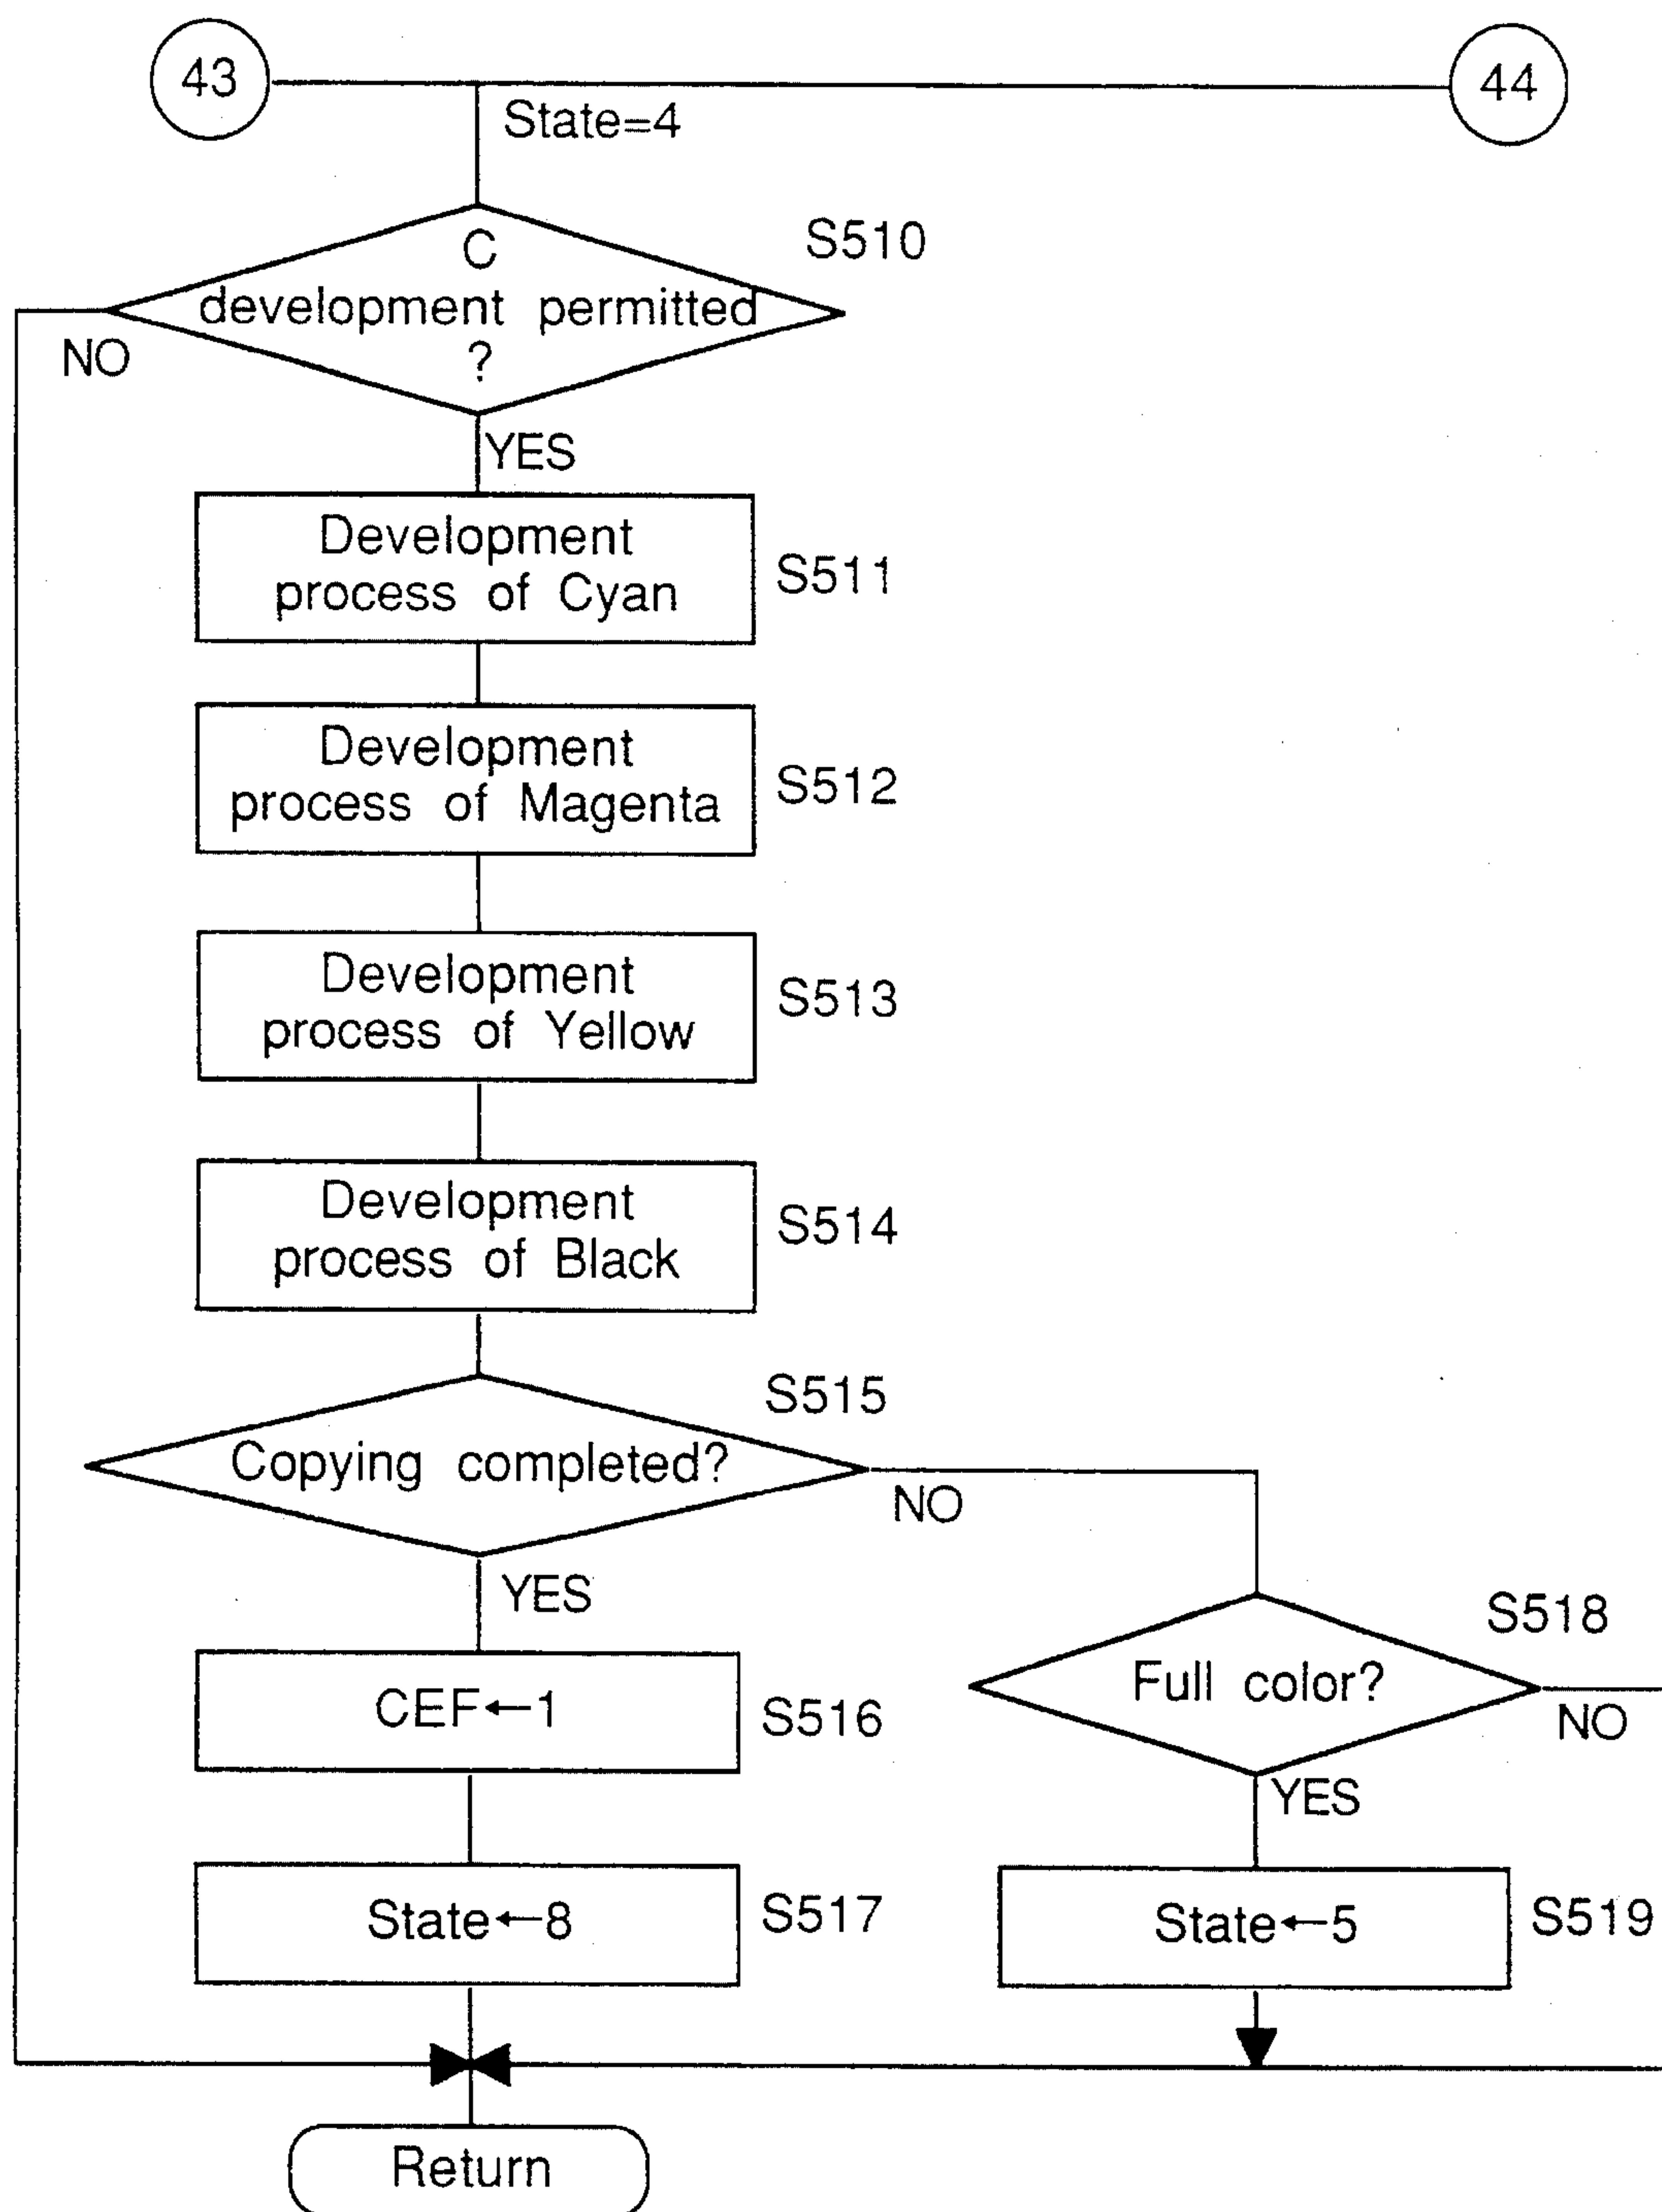 43
44
State=4
C
development permitted
?
S510
NO
YES
Development
process of Cyan
S511
Development
process of Magenta
S512
Development
process of Yellow
S513
Development
process of Black
S514
Copying completed?
S515
NO
YES
CEF←1
S516
Full color?
S518
NO
YES
State←8
S517
State←5
S519
Return